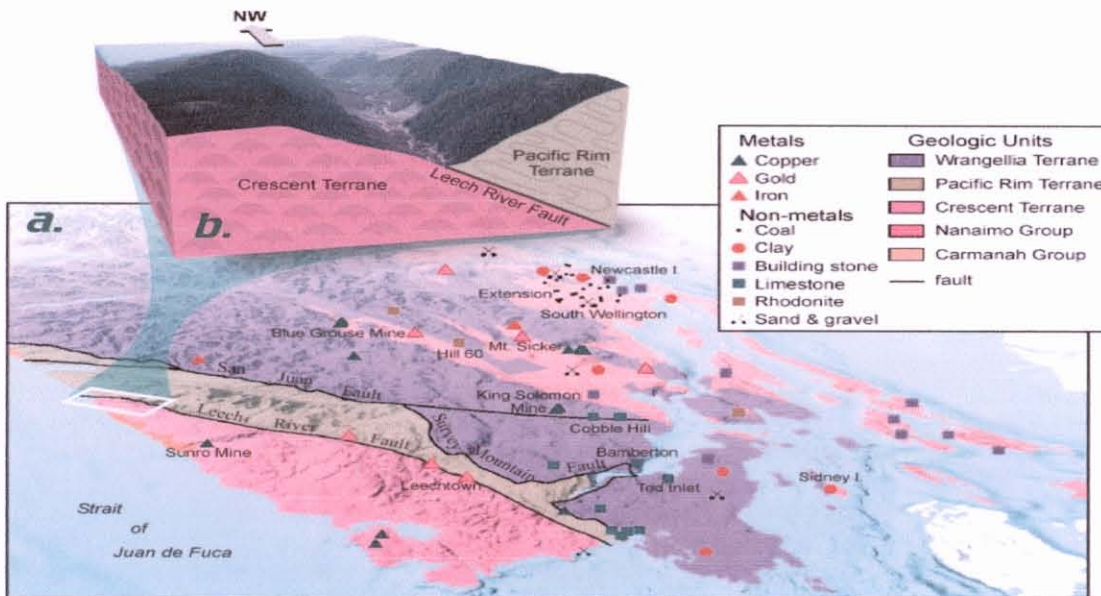 NW
Pacific Rim
Terrane
Crescent Terrane
Leech River Fault
a.
b.
Metals
Copper
Gold
Iron
Non-metals
Coal
Clay
Building stone
Limestone
Rhodonite
Sand & gravel
Geologic Units
Wrangellia Terrane
Pacific Rim Terrane
Crescent Terrane
Nanaimo Group
Carmanah Group
fault
Newcastle I.
Extension
South Wellington
Blue Grouse Mine
Mt. Sicker
Hill 60
San Juan Fault
King Solomon
Mine
Cobble Hill
Leech River Fault
Survey Mountain Fault
Bamberton
Sunro Mine
Leechtown
Tod Inlet
Sidney I.
Strait
of
Juan de Fuca